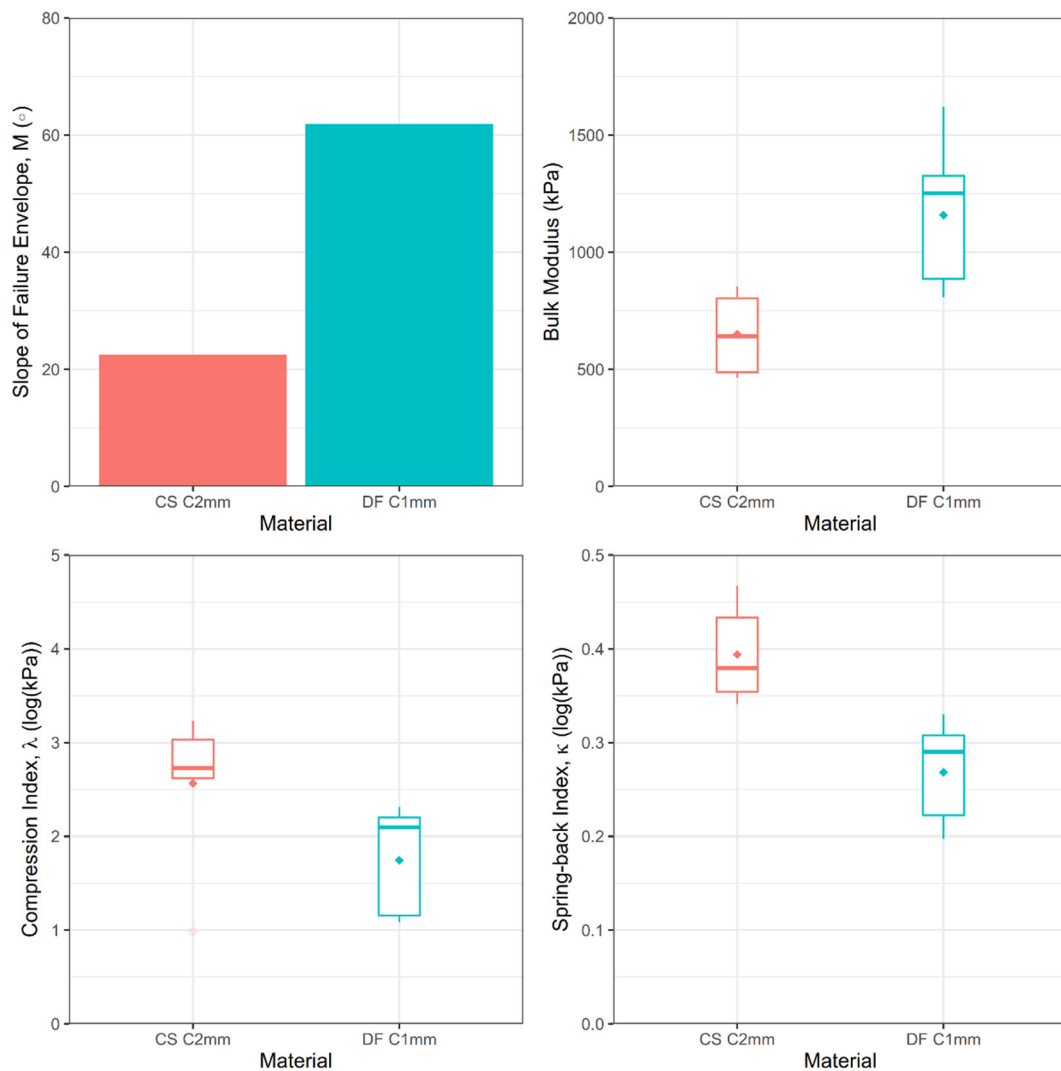 Slope of Failure Envelope, M (°)
80
60
40
20
0
CS C2mm DF C1mm
Material
Bulk Modulus (kPa)
2000
1500
1000
500
0
CS C2mm DF C1mm
Material
Compression Index, λ (log(kPa))
5
4
3
2
1
0
CS C2mm DF C1mm
Material
Spring-back Index, κ (log(kPa))
0.5
0.4
0.3
0.2
0.1
0.0
CS C2mm DF C1mm
Material